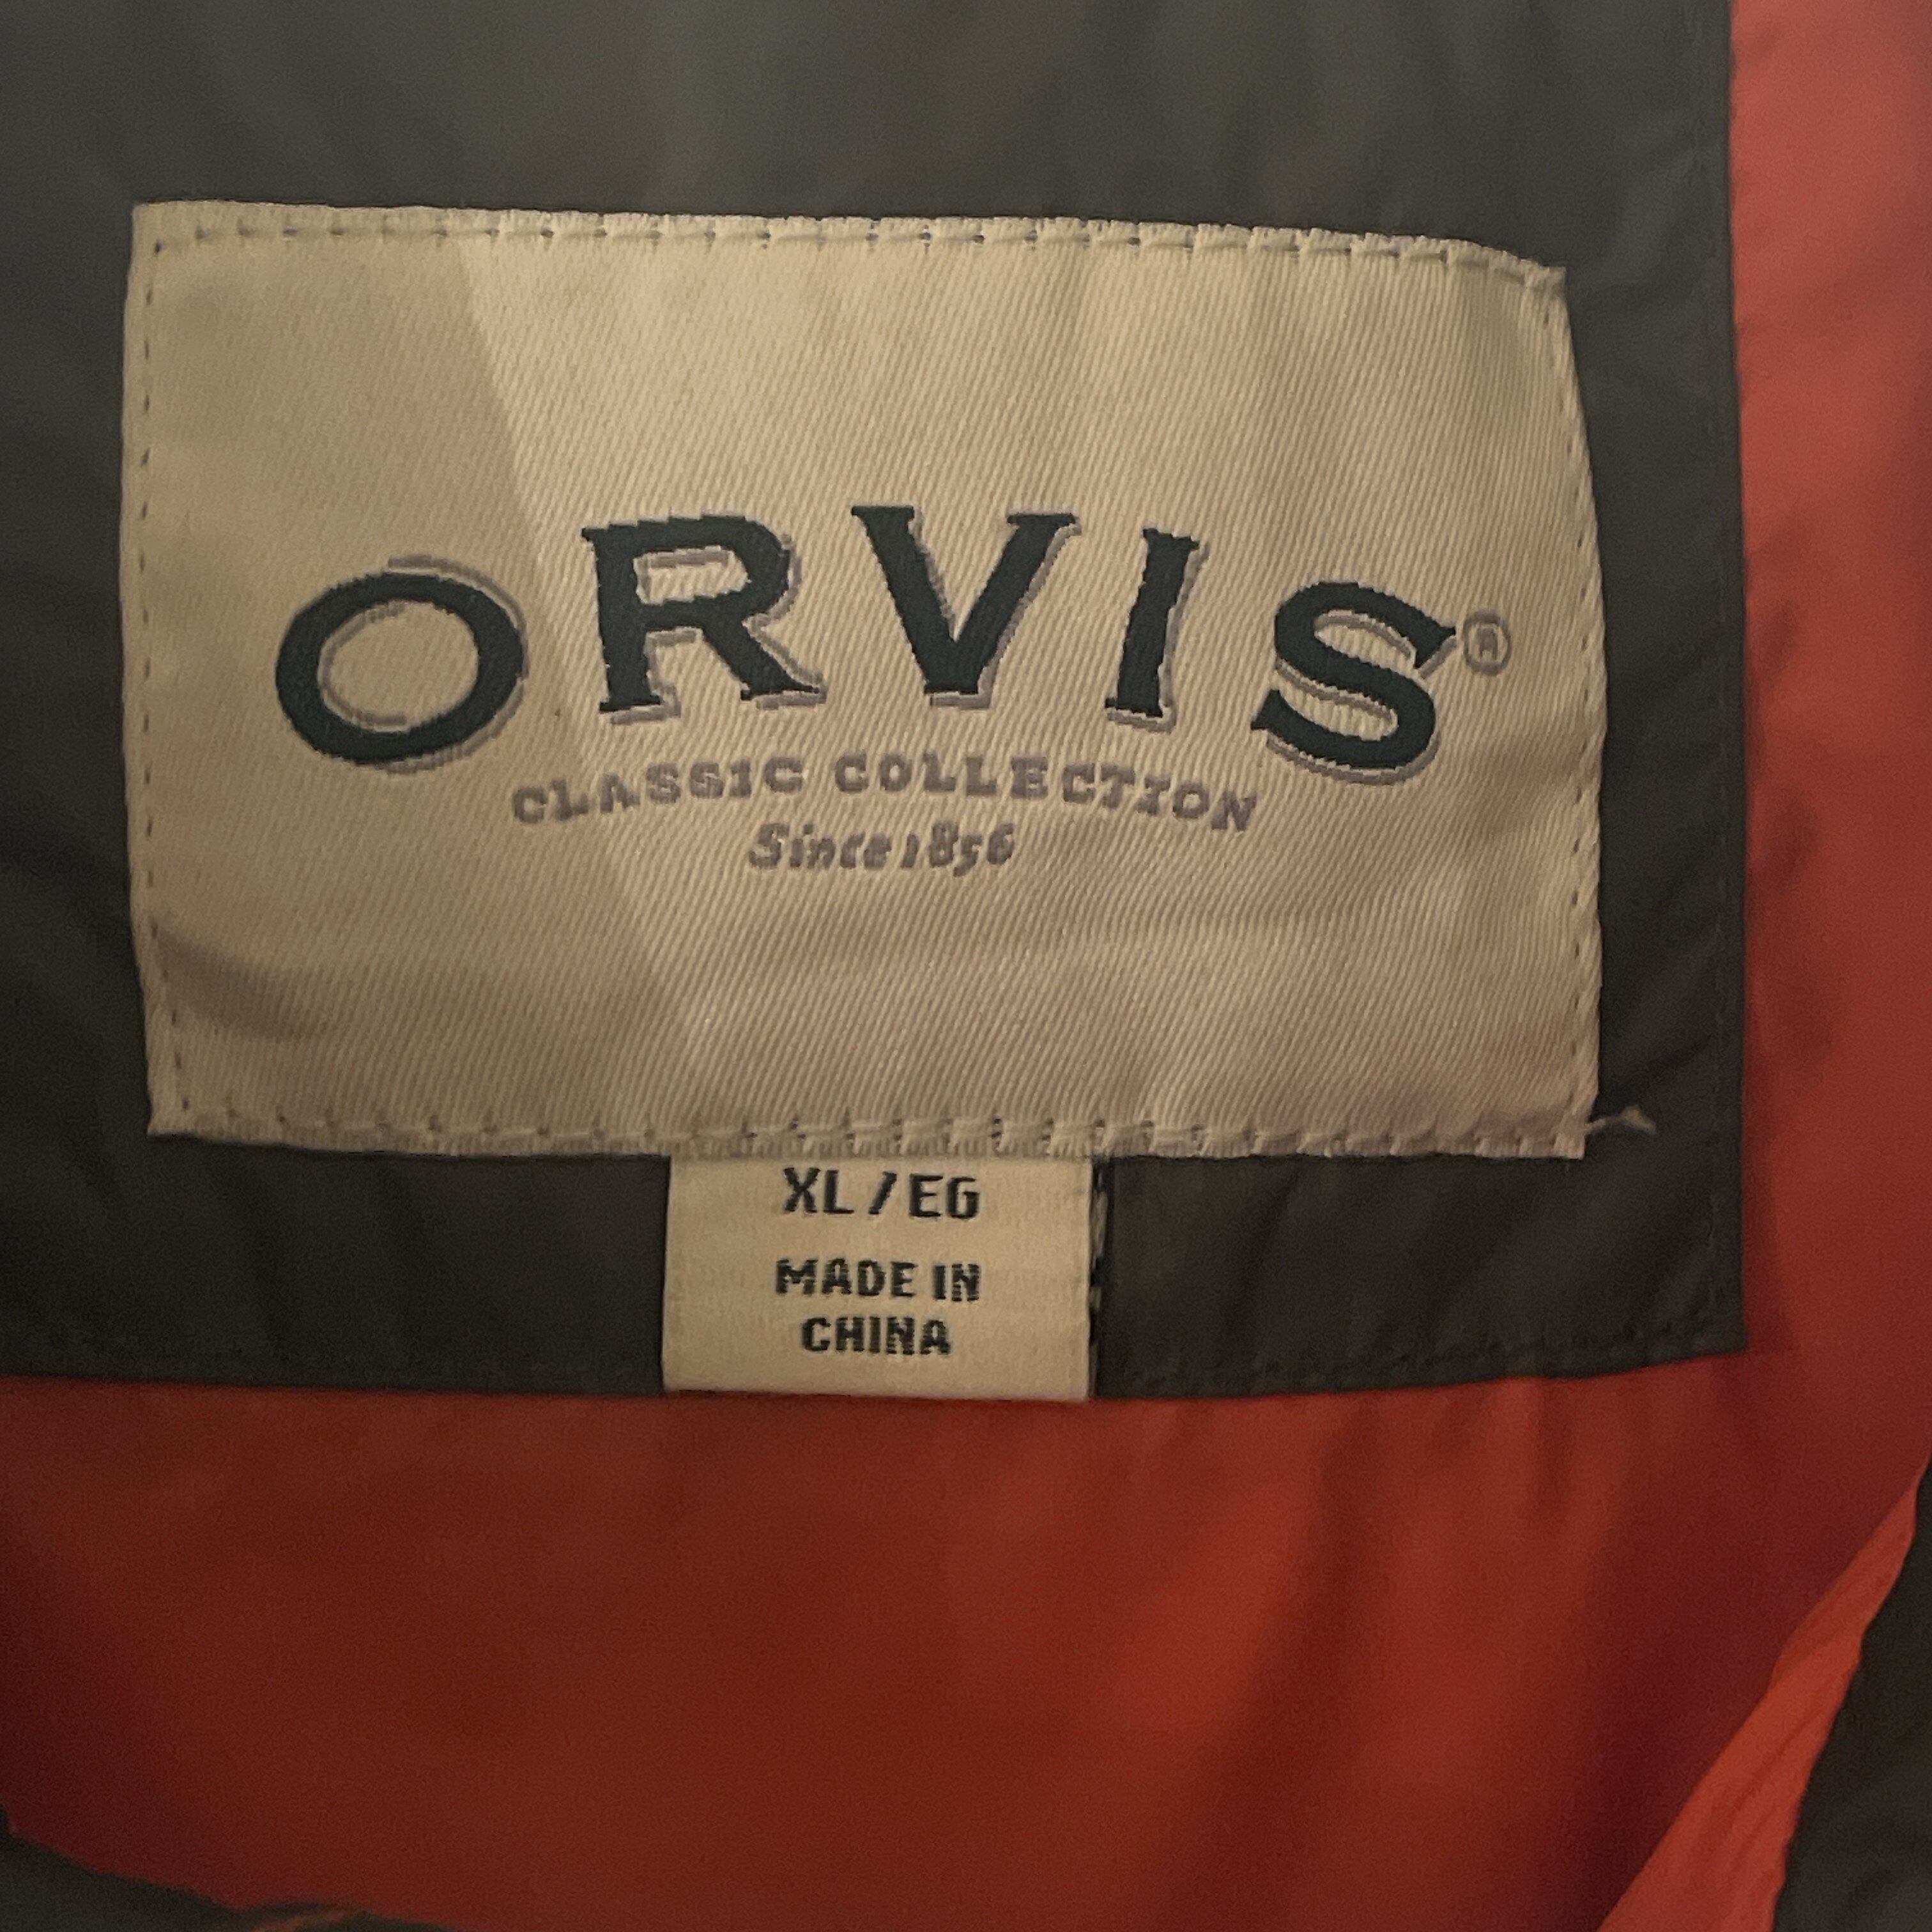 ORVIS®
CLASSIC COLLECTION
Since 1856
XL / EG
MADE IN
CHINA